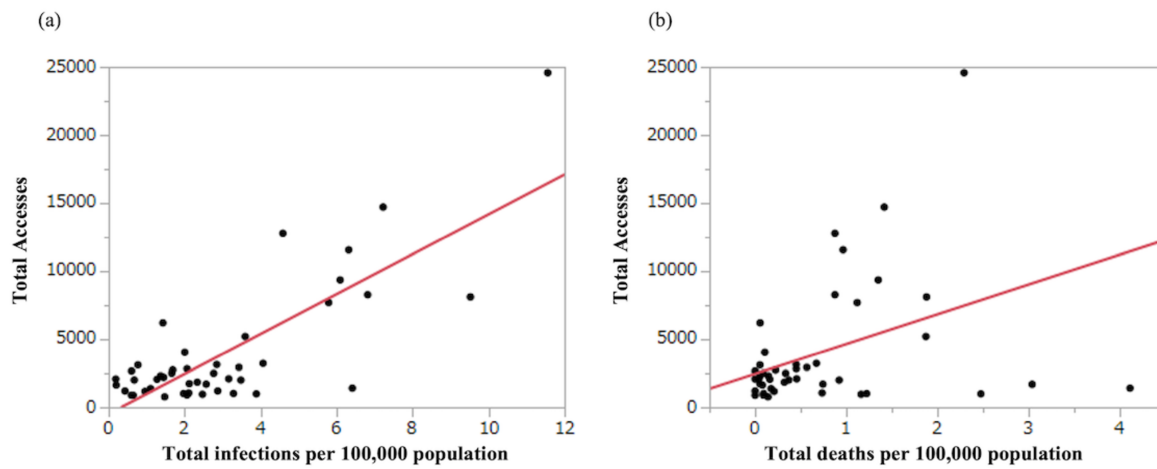 (a)
(b)
25000
20000
15000
10000
5000
0
Total Accesses
0 2 4 6 8 10 12
Total infections per 100,000 population
25000
20000
15000
10000
5000
0
Total Accesses
0 1 2 3 4
Total deaths per 100,000 population